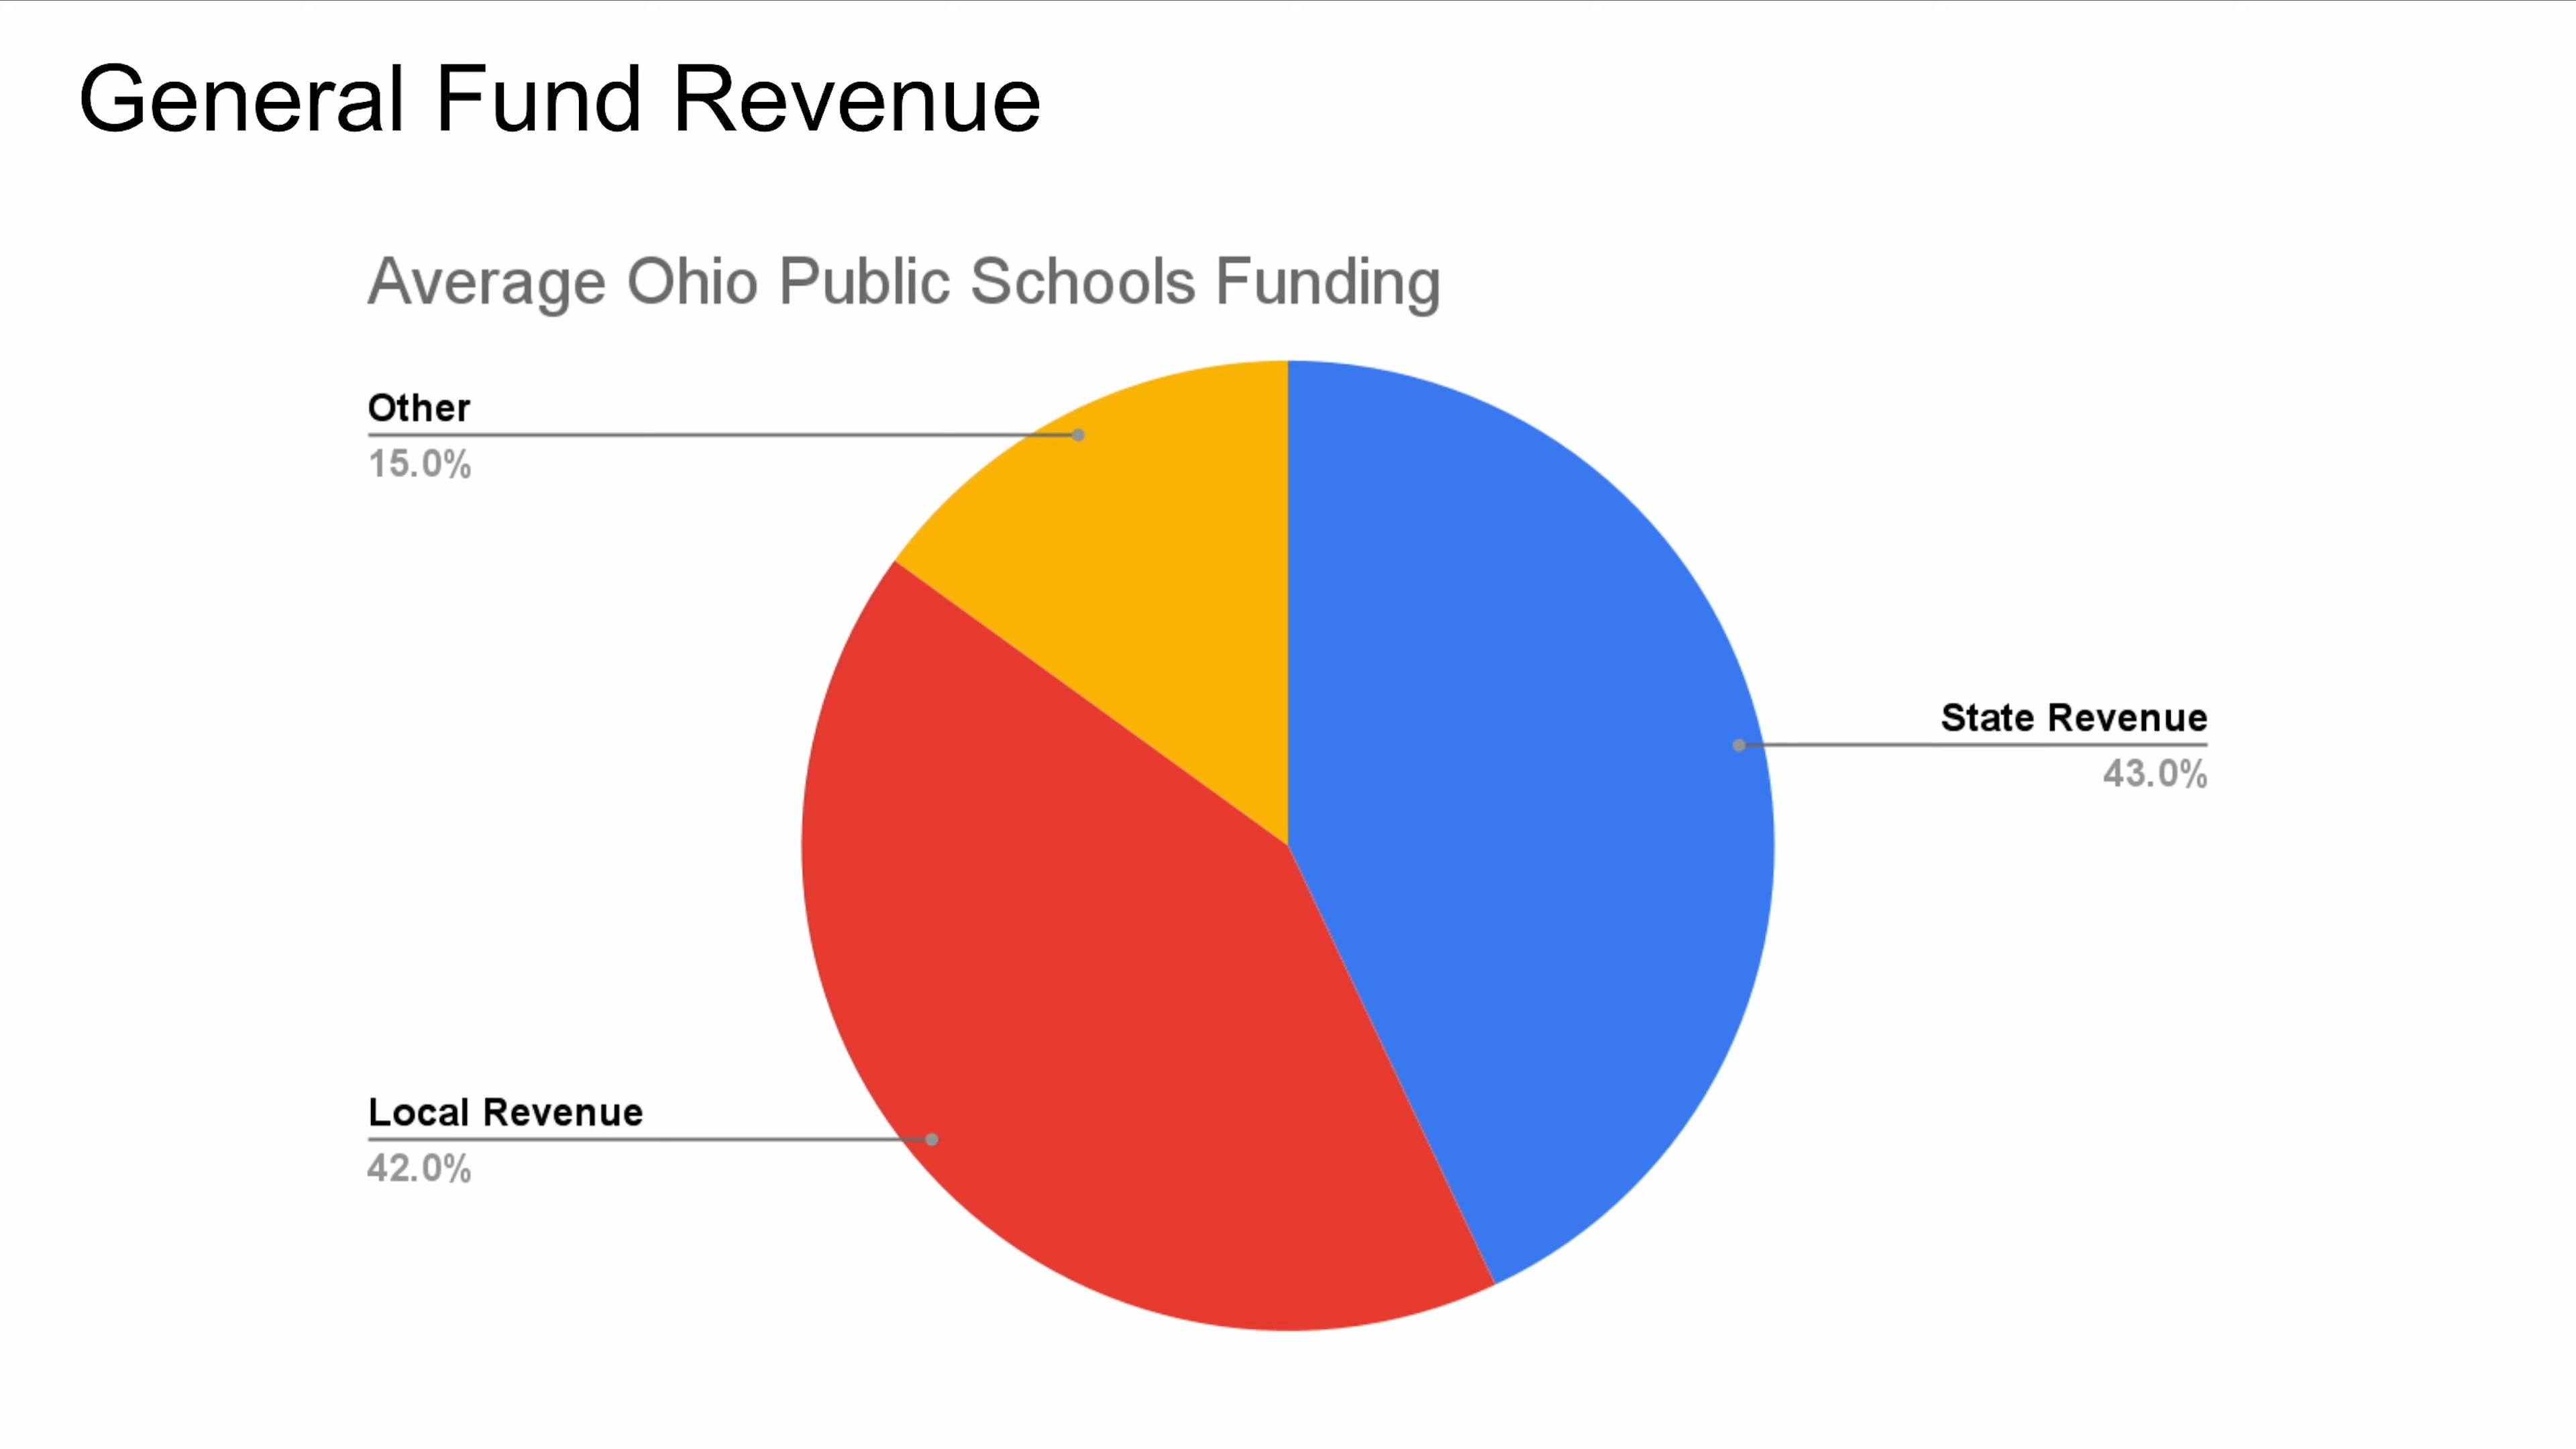 General Fund Revenue
Average Ohio Public Schools Funding
Other
15.0%
State Revenue
43.0%
Local Revenue
42.0%